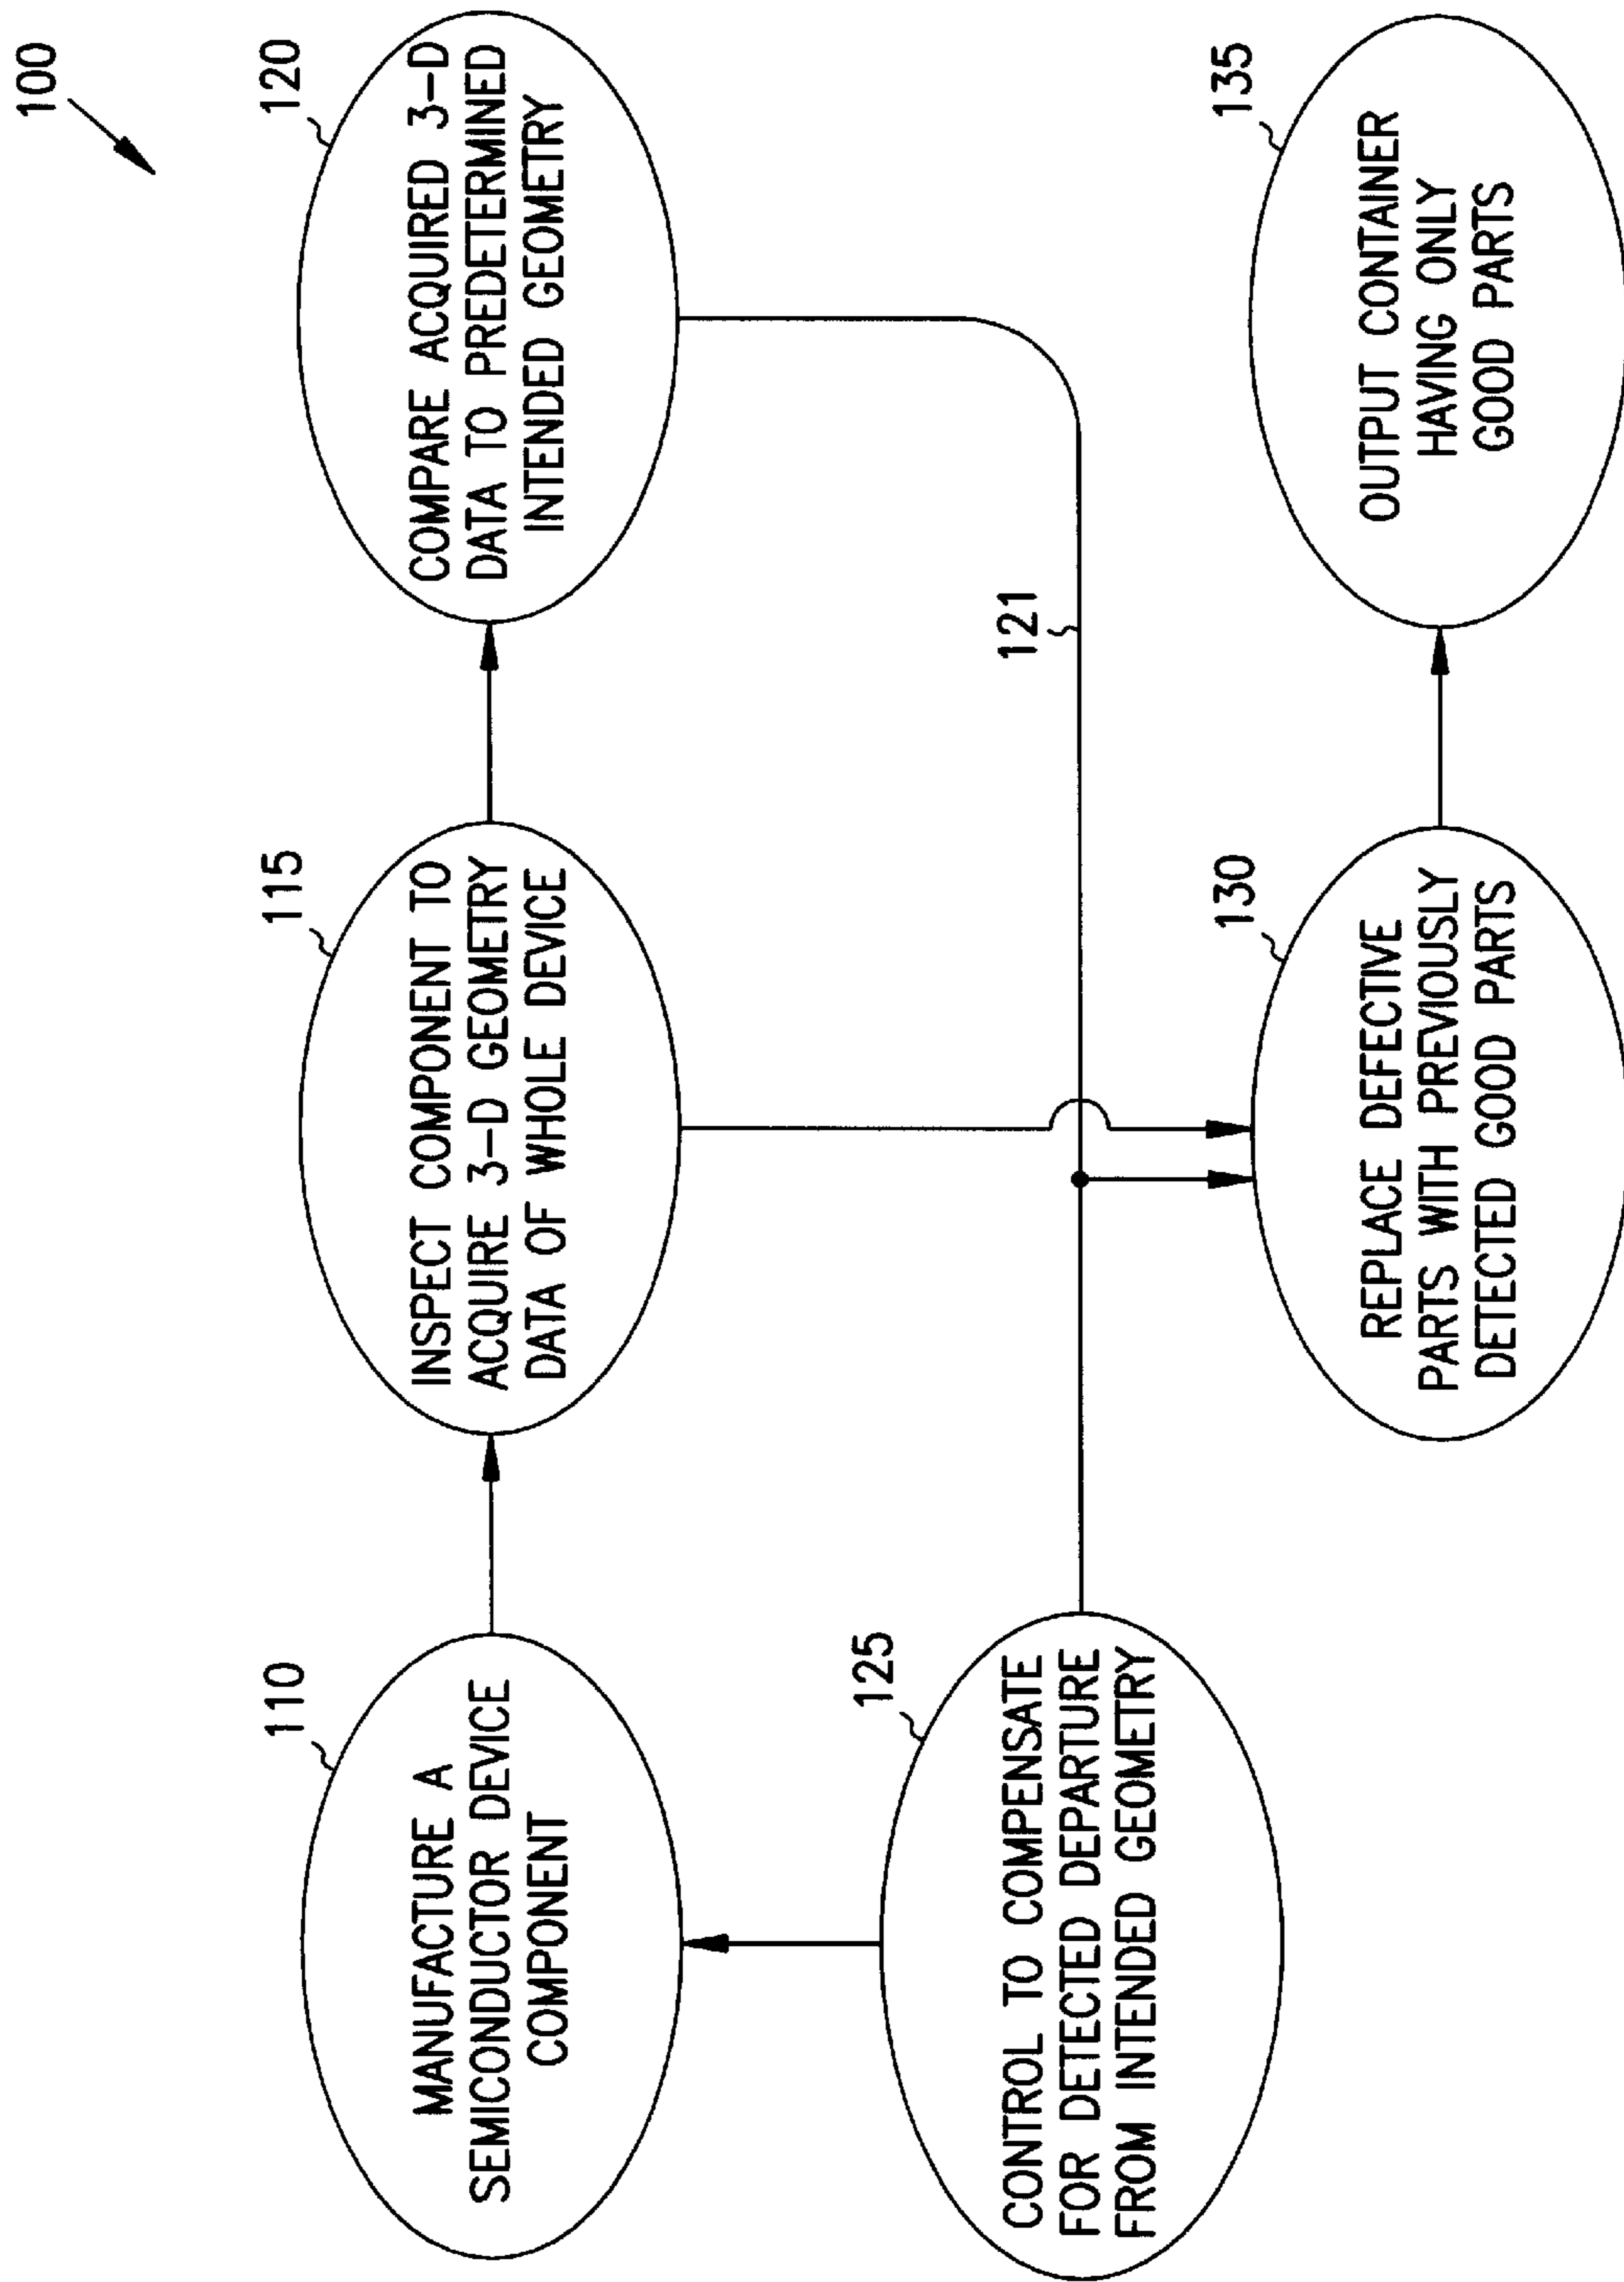 100
110
MANUFACTURE A
SEMICONDUCTOR DEVICE
COMPONENT
115
INSPECT COMPONENT TO
ACQUIRE 3-D GEOMETRY
DATA OF WHOLE DEVICE
120
COMPARE ACQUIRED 3-D
DATA TO PREDETERMINED
INTENDED GEOMETRY
121
125
CONTROL TO COMPENSATE
FOR DETECTED DEPARTURE
FROM INTENDED GEOMETRY
130
REPLACE DEFECTIVE
PARTS WITH PREVIOUSLY
DETECTED GOOD PARTS
135
OUTPUT CONTAINER
HAVING ONLY
GOOD PARTS